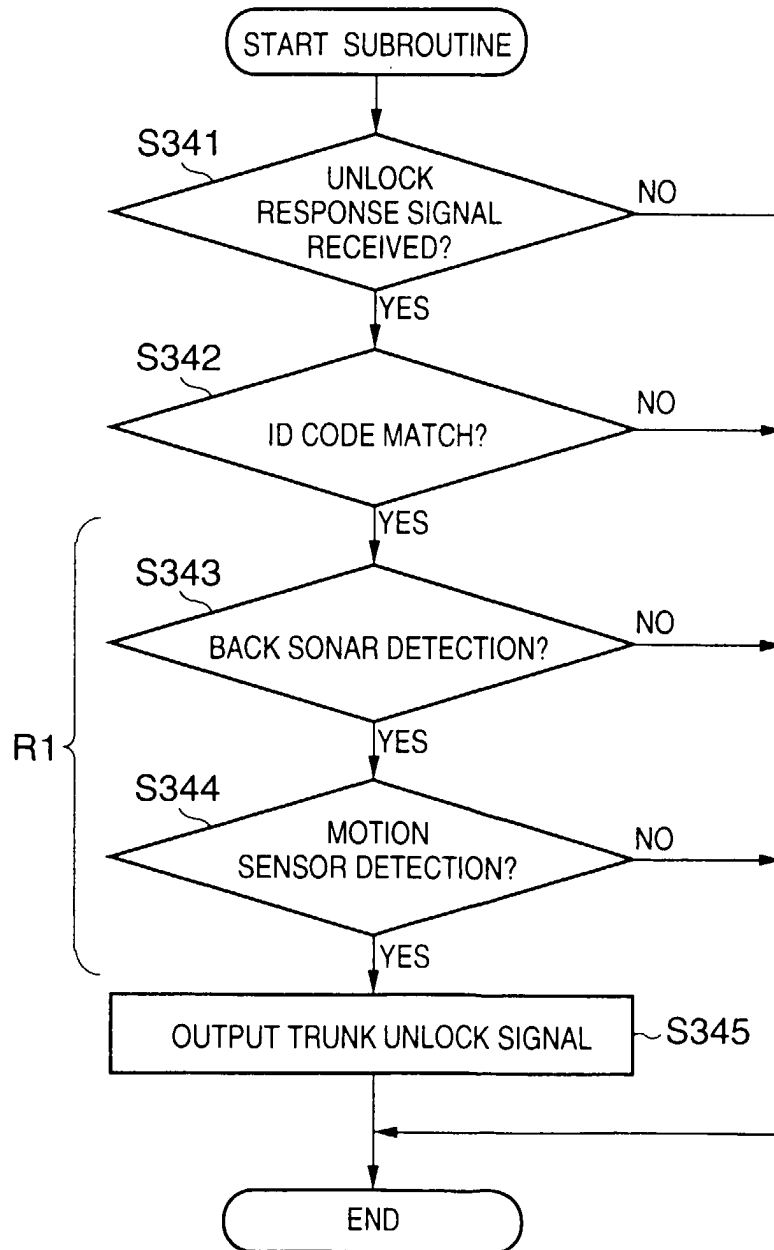 START SUBROUTINE
S341
UNLOCK
RESPONSE SIGNAL
RECEIVED?
NO
YES
S342
ID CODE MATCH?
NO
YES
R1
S343
BACK SONAR DETECTION?
NO
YES
S344
MOTION
SENSOR DETECTION?
NO
YES
OUTPUT TRUNK UNLOCK SIGNAL
S345
END